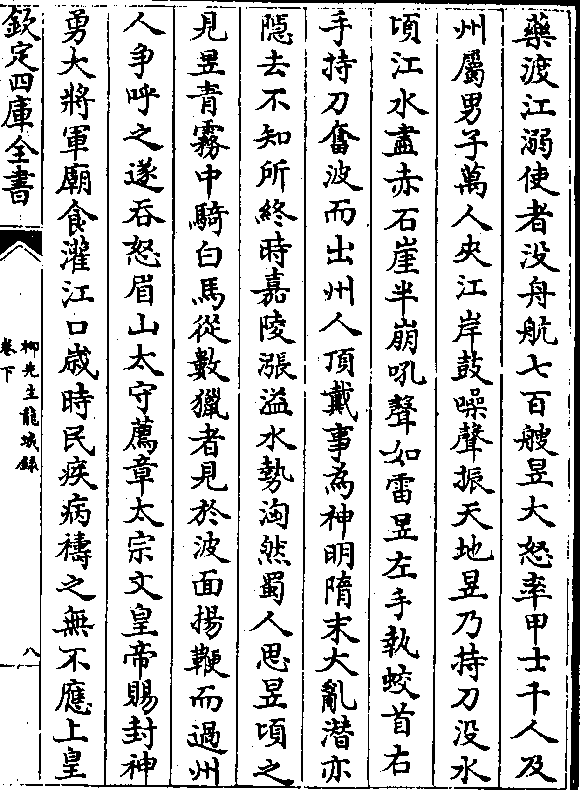 藥渡江溺使者没舟航七百艘昱大怒率甲士千人及
州屬男子萬人夾江岸鼓噪聲振天地昱乃持刀没水
頃江水盡赤石崖半崩吼聲如雷昱左手執蛟首右
手持刀奮波而出州人頂戴事為神明隋末大亂潜亦
隠去不知所終時嘉陵漲溢水勢洶然蜀人思昱頃之
見昱青霧中騎白馬從數獵者見於波面揚鞭而過州
人争呼之遂吞怒眉山太守薦章太宗文皇帝賜封神
勇大將軍廟食灌江口歳時民疾病禱之無不應上皇
欽定四庫全書
栁先生龍城録
卷下
八